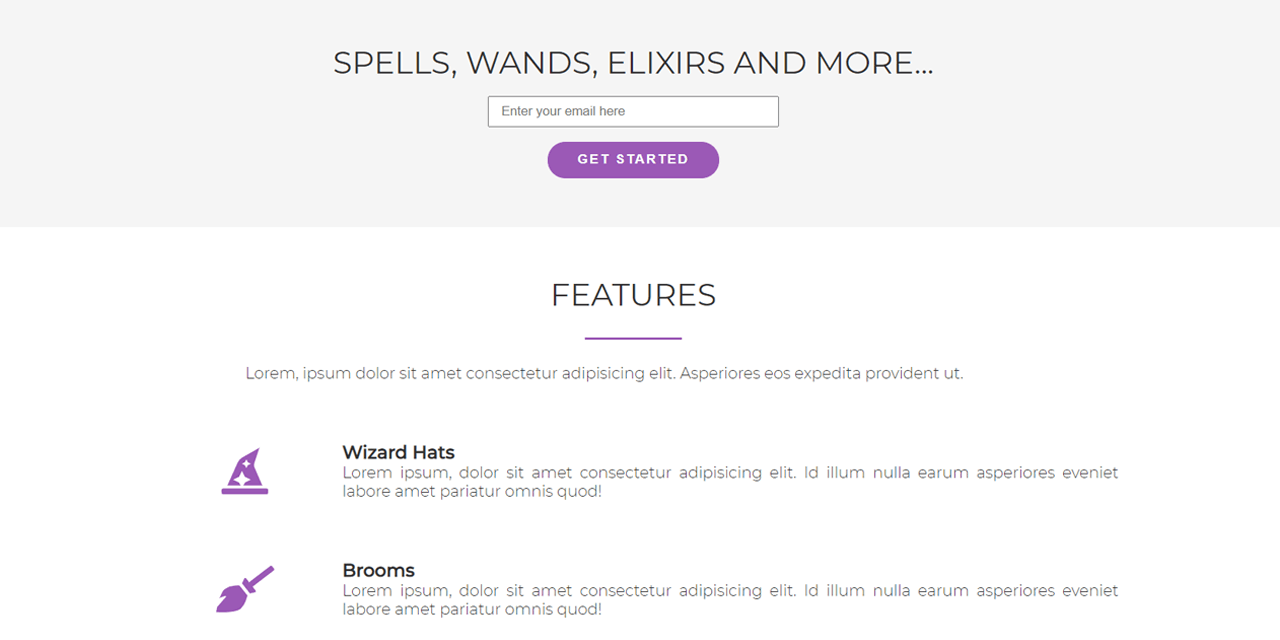 SPELLS, WANDS, ELIXIRS AND MORE...
Enter your email here
GET STARTED
FEATURES
Lorem, ipsum dolor sit amet consectetur adipisicing elit. Asperiores eos expedita provident ut.
Wizard Hats
Lorem ipsum, dolor sit amet consectetur adipisicing elit. Id illum nulla earum asperiores eveniet
labore amet pariatur omnis quod!
Brooms
Lorem ipsum, dolor sit amet consectetur adipisicing elit. Id illum nulla earum asperiores eveniet
labore amet pariatur omnis quod!